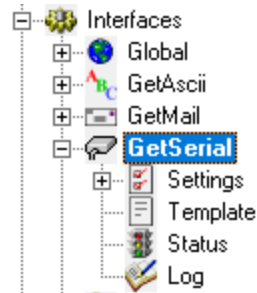 Interfaces
Global
GetAscii
GetMail
GetSerial
Settings
Template
Status
Log